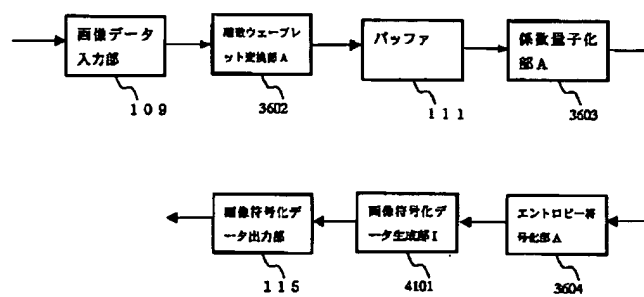 画像データ
入力部
離散ウェーブレ
ット変換部A
バッファ
係数量子化
部A
109
3602
111
3603
画像符号化デ
ータ出力部
画像符号化デ
ータ生成部I
エントロピー符
号化部A
115
4101
3604